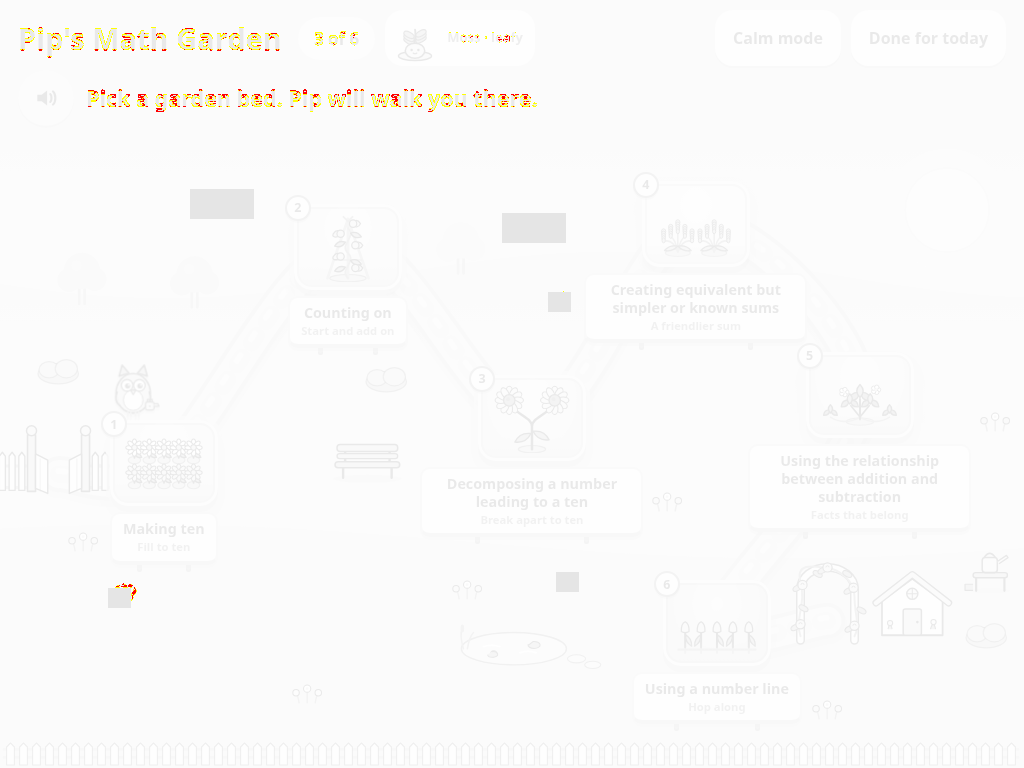 Pip's Math Garden
3 of 6
Calm mode
Done for today
Pick a garden bed. Pip will walk you there.
4
2
Creating equivalent but
simpler or known sums
A friendlier sum
Counting on
Start and add on
5
3
1
Using the relationship
between addition and
subtraction
Facts that belong
Decomposing a number
leading to a ten
Break apart to ten
Making ten
Fill to ten
6
Using a number line
Hop along